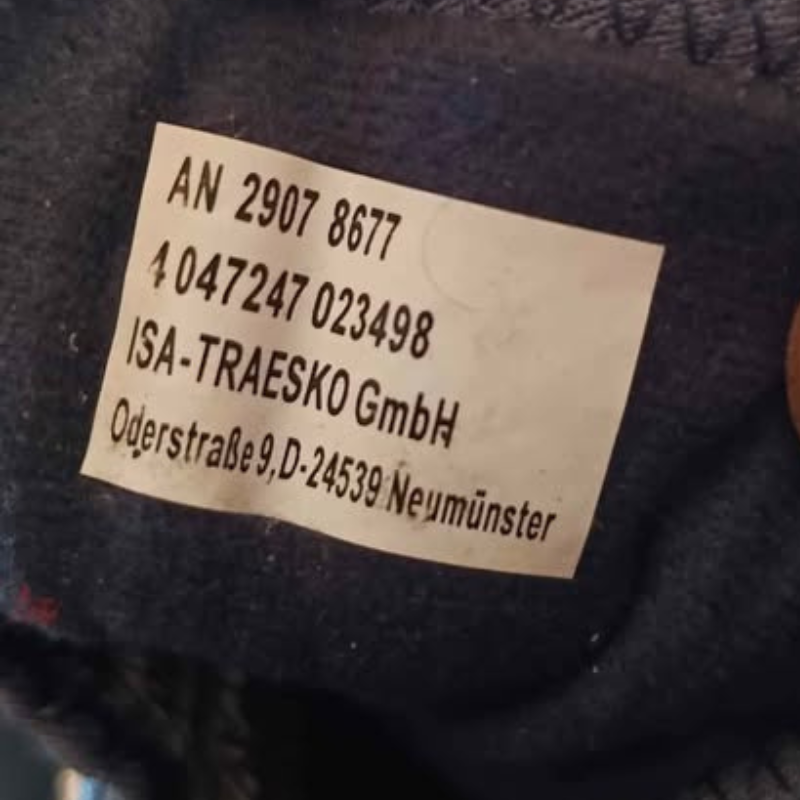 AN 2907 8677
4 047247 023498
ISA-TRAESKO GmbH
Oderstraße 9, D-24539 Neumünster